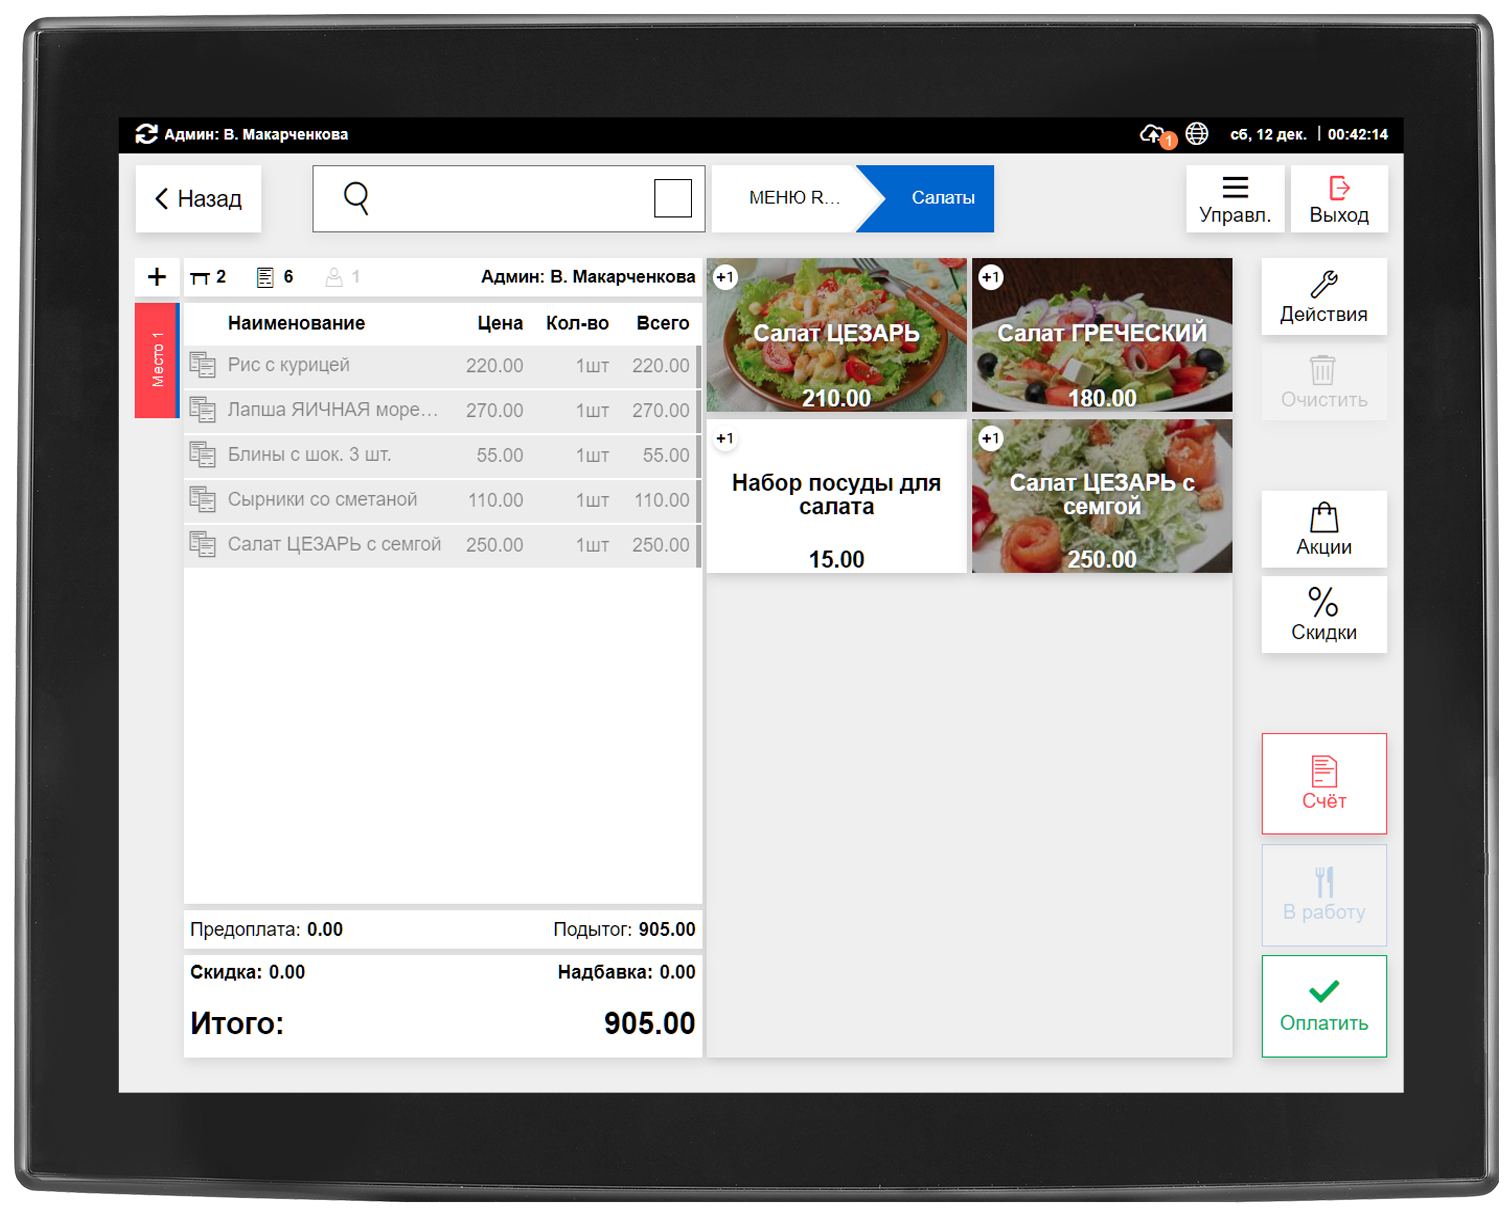 Админ: В. Макарченкова
1
сб, 12 дек. | 00:42:14
Назад
МЕНЮ R...
Салаты
Управл.
Выход
+
2
6
1
Админ: В. Макарченкова
Место 1
Наименование Цена Кол-во Всего
Рис с курицей 220.00 1шт 220.00
Лапша ЯИЧНАЯ море... 270.00 1шт 270.00
Блины с шок. 3 шт. 55.00 1шт 55.00
Сырники со сметаной 110.00 1шт 110.00
Салат ЦЕЗАРЬ с семгой 250.00 1шт 250.00
Предоплата: 0.00 Подытог: 905.00
Скидка: 0.00 Надбавка: 0.00
Итого: 905.00
+1
Салат ЦЕЗАРЬ
210.00
+1
Салат ГРЕЧЕСКИЙ
180.00
+1
Набор посуды для
салата
15.00
+1
Салат ЦЕЗАРЬ с
семгой
250.00
Действия
Очистить
Акции
%
Скидки
Счёт
В работу
Оплатить